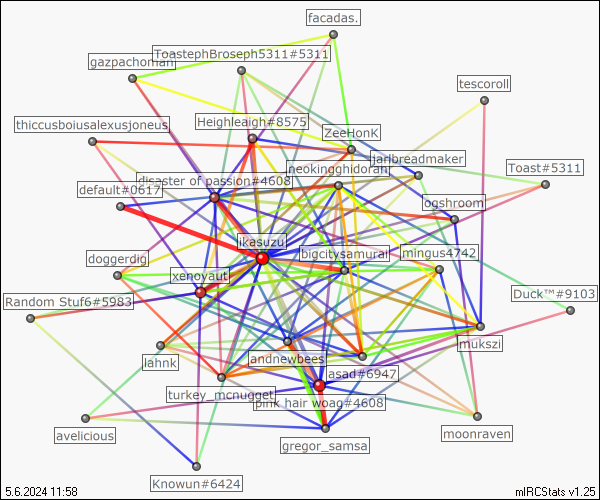 facadas.
ToastephBroseph5311#5311
gazpachoman
tescoroll
Heighleaigh#8575
thiccusboiusalexusjoneus
ZeeHonK
jarlbreadmaker
neokingghidorah
Toast#5311
disaster of passion#4608
default#0617
ogshroom
ikasuzu
bigcitysamurai
mingus4742
doggerdig
xenoyaut
Random Stuf6#5983
Duck™#9103
mukszi
lahnk
andnewbees
asad#6947
turkey_mcnugget
pink hair woag#4608
avelicious
moonraven
gregor_samsa
Knowun#6424
5.6.2024 11:58
mIRCStats v1.25